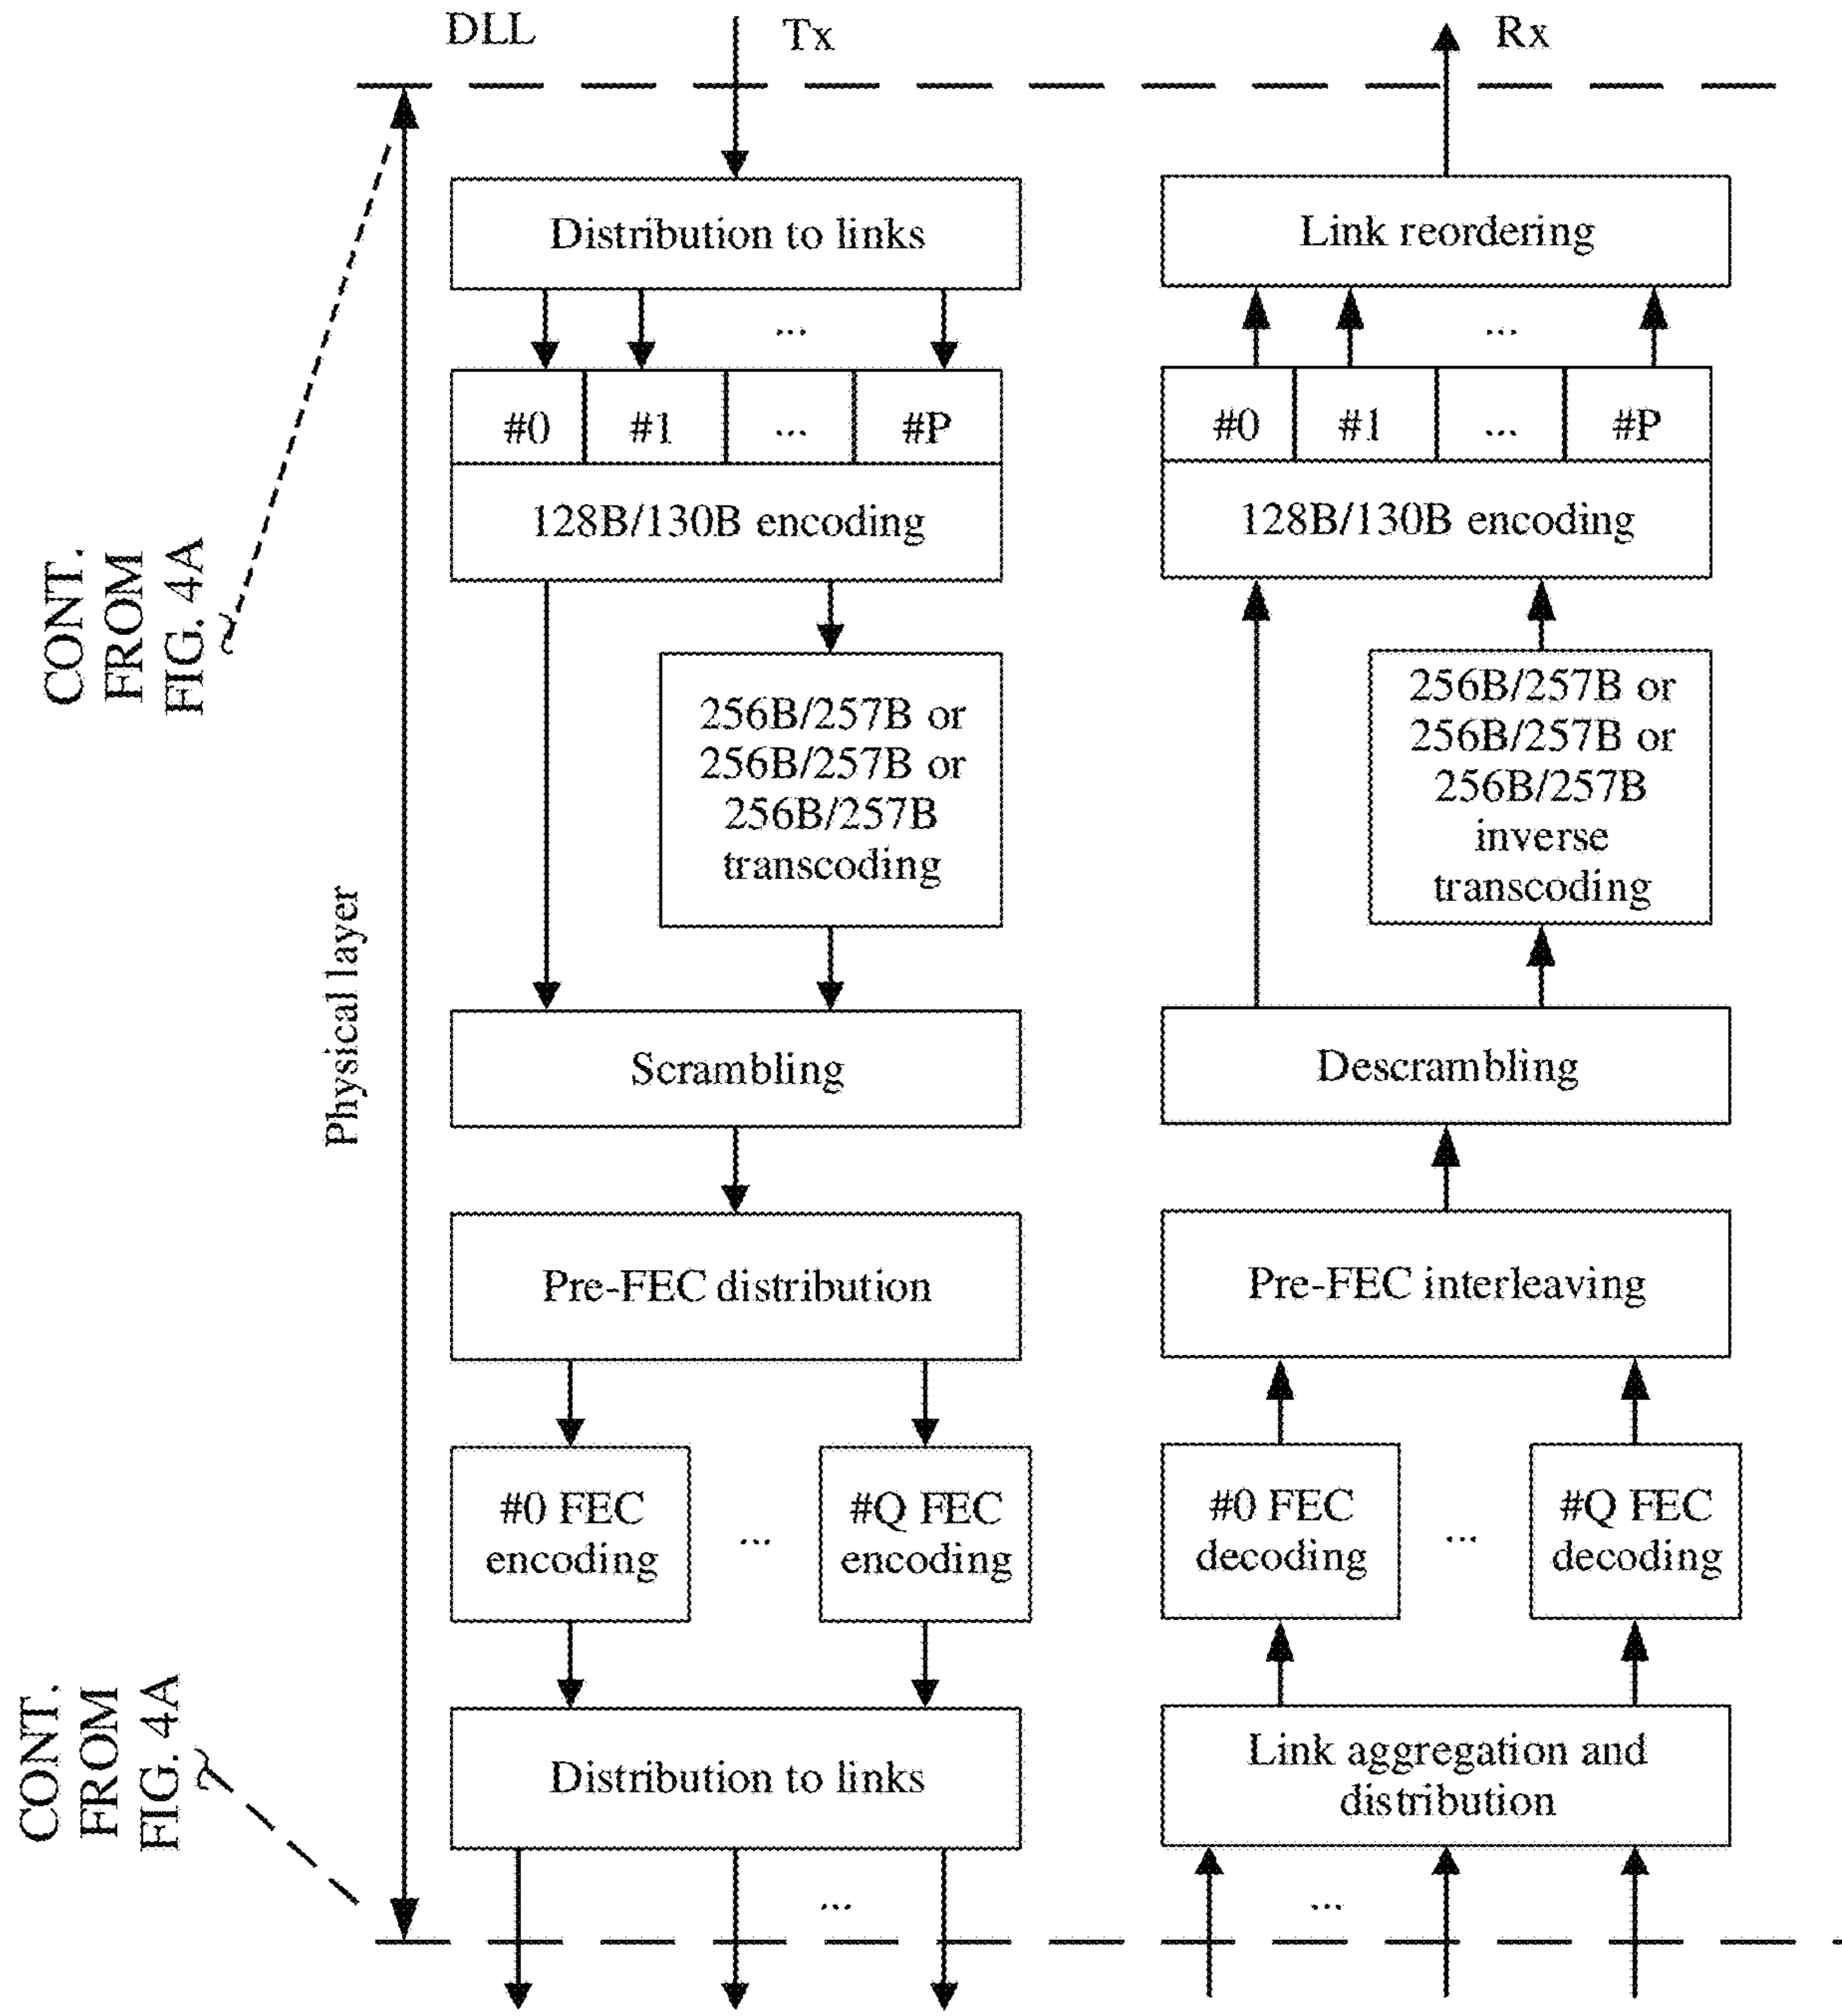 DLL
Tx
Rx
Distribution to links
Link reordering
...
...
#0
#1
...
#P
#0
#1
...
#P
128B/130B encoding
128B/130B encoding
CONT.
FROM
FIG. 4A
256B/257B or
256B/257B or
256B/257B
transcoding
256B/257B or
256B/257B or
256B/257B
inverse
transcoding
Physical layer
Scrambling
Descrambling
Pre-FEC distribution
Pre-FEC interleaving
#0 FEC
encoding
...
#Q FEC
encoding
#0 FEC
decoding
...
#Q FEC
decoding
CONT.
FROM
FIG. 4A
Distribution to links
Link aggregation and
distribution
...
...